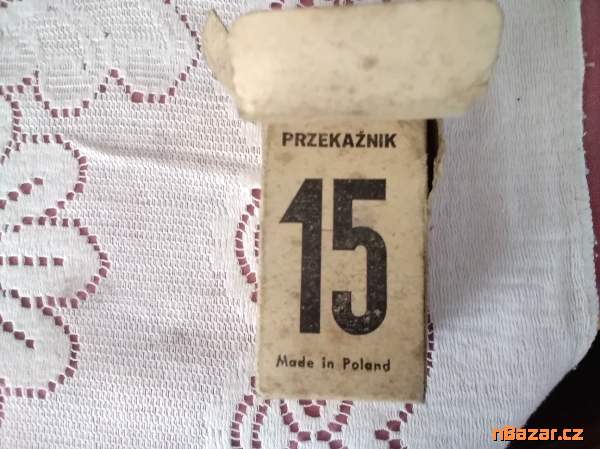 PRZEKAŹNIK
15
Made in Poland
nBazar.cz